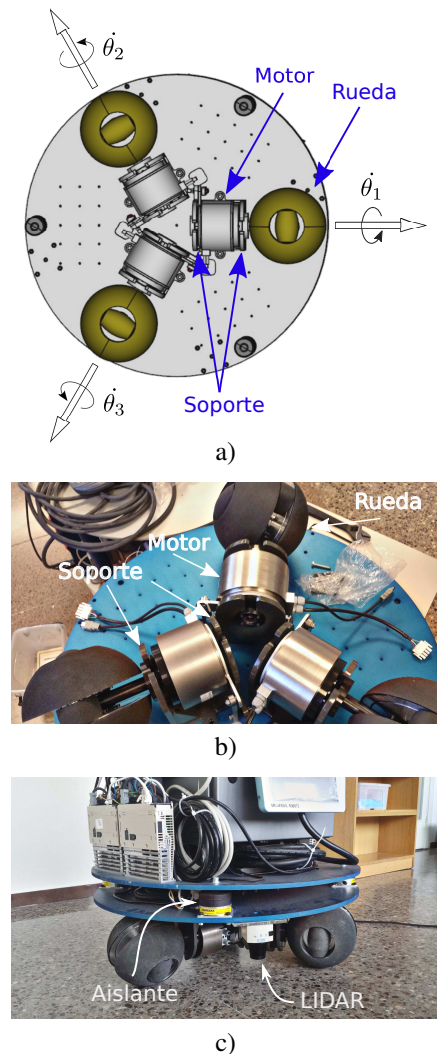 θ̇₂
Motor
Rueda
θ̇₁
θ̇₃
Soporte
a)
Rueda
Motor
Soporte
b)
Aislante
LIDAR
c)